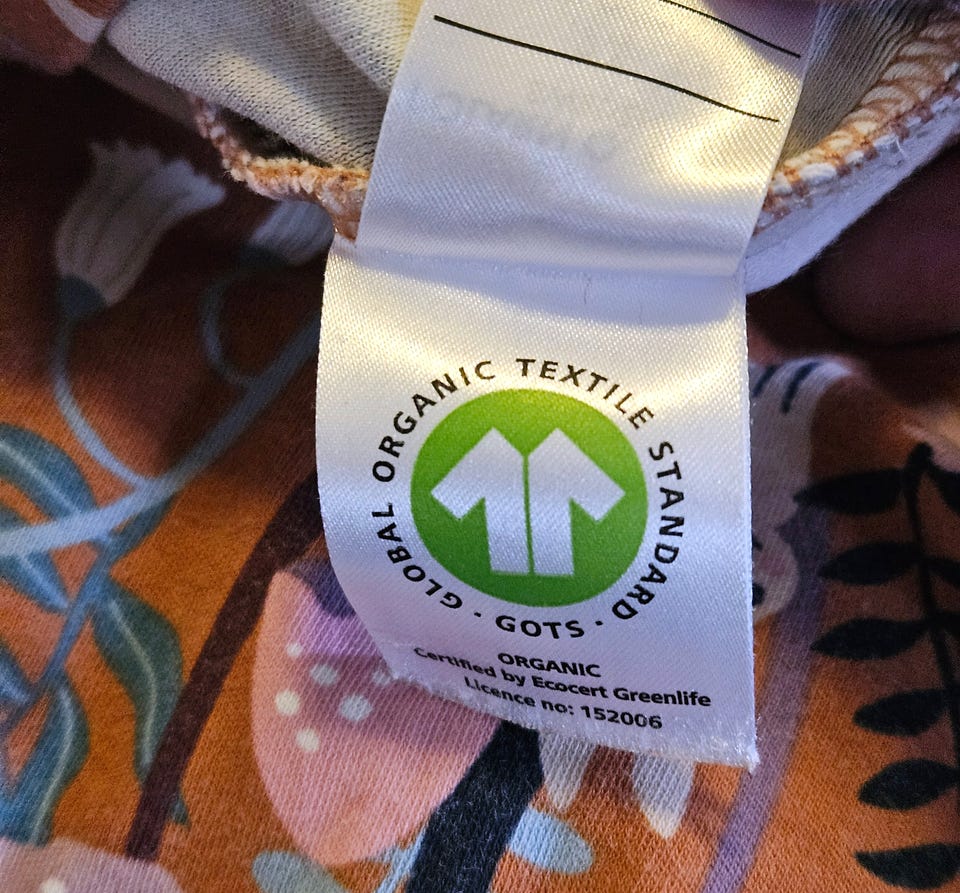 GLOBAL ORGANIC TEXTILE STANDARD
· GOTS ·
ORGANIC
Certified by Ecocert Greenlife
Licence no: 152006